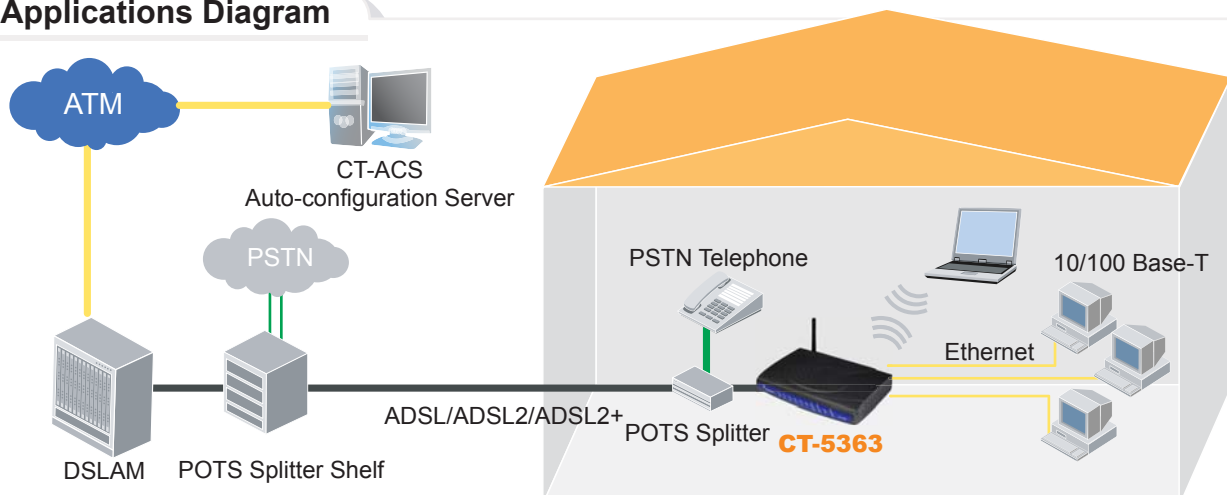 Applications Diagram
ATM
CT-ACS
Auto-configuration Server
PSTN
PSTN Telephone
10/100 Base-T
Ethernet
ADSL/ADSL2/ADSL2+
POTS Splitter
CT-5363
DSLAM
POTS Splitter Shelf